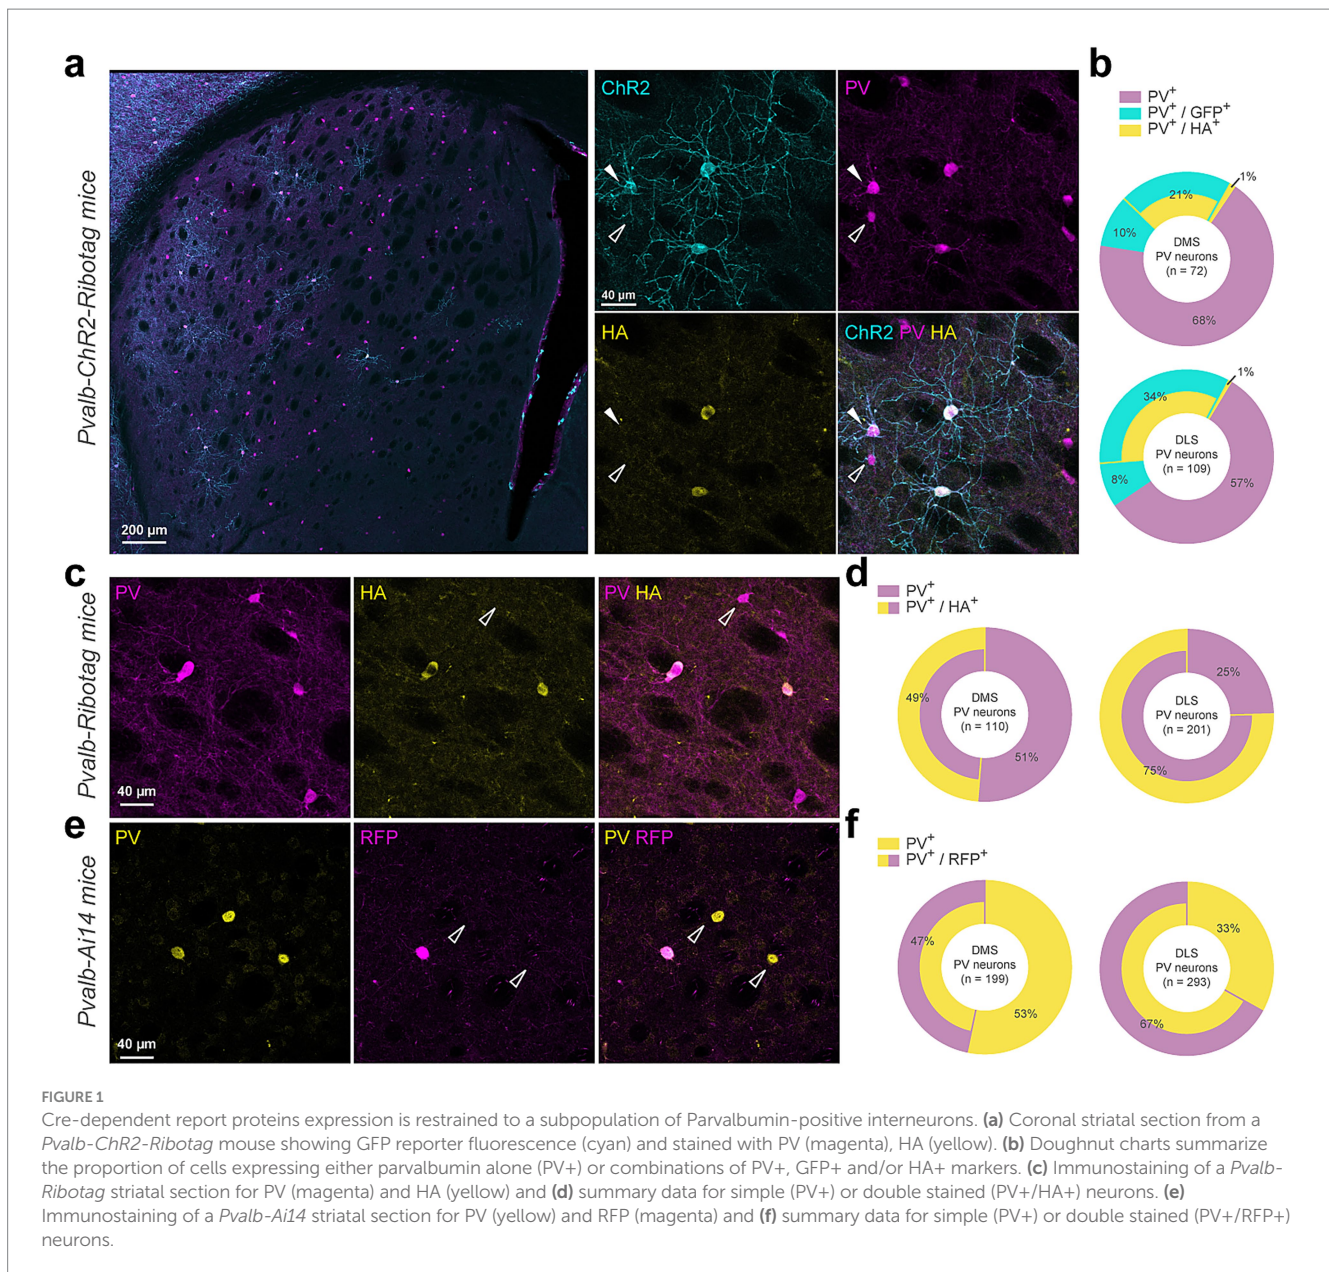 a
Pvalb-ChR2-Ribotag mice
200 µm
ChR2
40 µm
PV
HA
ChR2 PV HA
b
PV+
PV+ / GFP+
PV+ / HA+
1%
21%
10%
DMS
PV neurons
(n = 72)
68%
1%
34%
DLS
PV neurons
(n = 109)
8%
57%
c
Pvalb-Ribotag mice
PV
40 µm
HA
PV HA
d
PV+
PV+ / HA+
49%
DMS
PV neurons
(n = 110)
51%
25%
DLS
PV neurons
(n = 201)
75%
e
Pvalb-Ai14 mice
PV
40 µm
RFP
PV RFP
f
PV+
PV+ / RFP+
47%
DMS
PV neurons
(n = 199)
53%
33%
DLS
PV neurons
(n = 293)
67%
FIGURE 1
Cre-dependent report proteins expression is restrained to a subpopulation of Parvalbumin-positive interneurons. (a) Coronal striatal section from a
Pvalb-ChR2-Ribotag mouse showing GFP reporter fluorescence (cyan) and stained with PV (magenta), HA (yellow). (b) Doughnut charts summarize
the proportion of cells expressing either parvalbumin alone (PV+) or combinations of PV+, GFP+ and/or HA+ markers. (c) Immunostaining of a Pvalb-
Ribotag striatal section for PV (magenta) and HA (yellow) and (d) summary data for simple (PV+) or double stained (PV+/HA+) neurons. (e)
Immunostaining of a Pvalb-Ai14 striatal section for PV (yellow) and RFP (magenta) and (f) summary data for simple (PV+) or double stained (PV+/RFP+)
neurons.